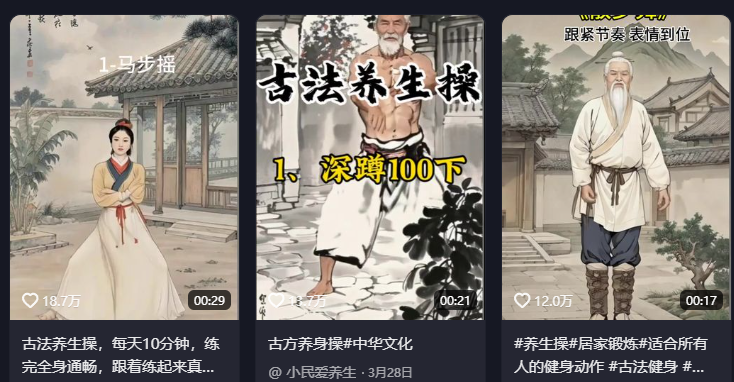 1-马步摇
18.7万
00:29
古法养生操，每天10分钟，练
完全身通畅，跟着练起来真...
古法养生操
1、深蹲100下
00:21
古方养身操#中华文化
@ 小民爱养生 · 3月28日
跟紧节奏 表情到位
12.0万
00:17
#养生操#居家锻炼#适合所有
人的健身动作 #古法健身 #...